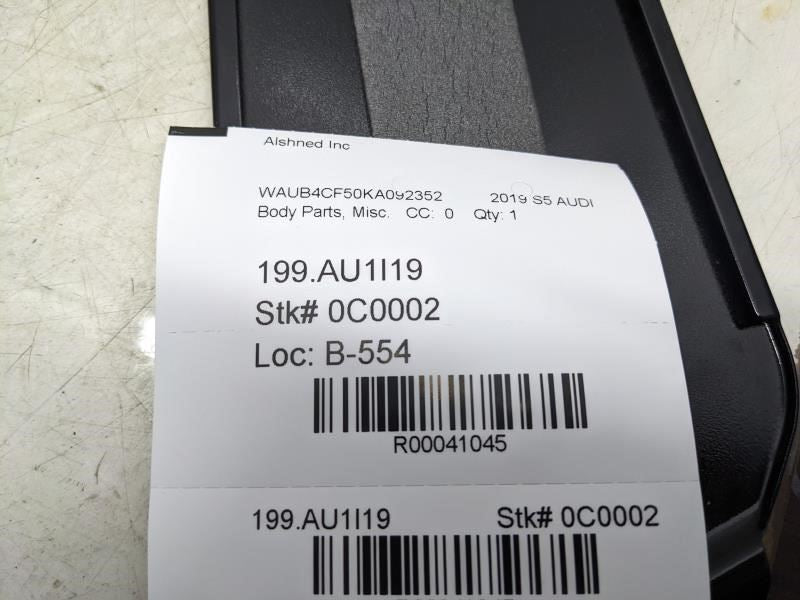 Aishned Inc
WAUB4CF50KA092352 2019 S5 AUDI
Body Parts, Misc. CC: 0 Qty: 1
199.AU1I19
Stk# 0C0002
Loc: B-554
R00041045
199.AU1I19 Stk# 0C0002